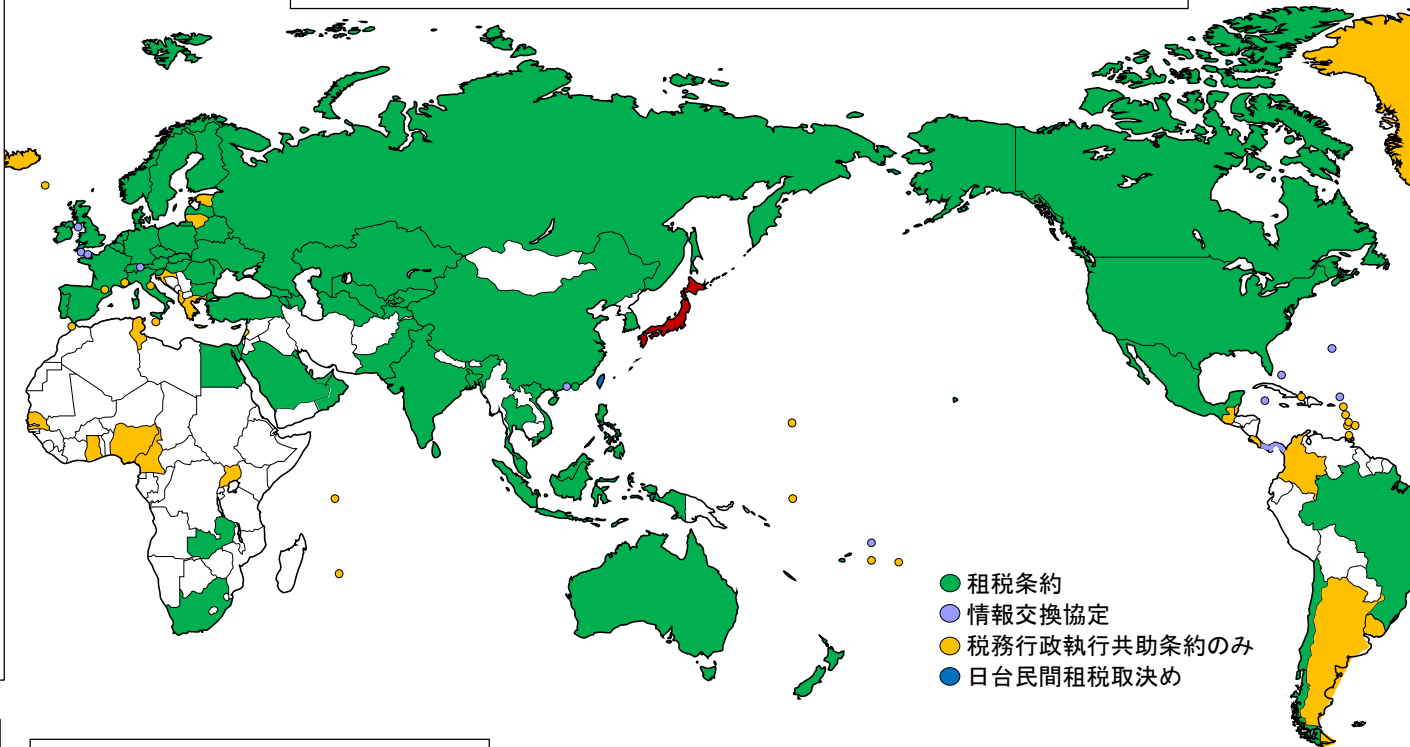 租税条約
情報交換協定
税務行政執行共助条約のみ
日台民間租税取決め